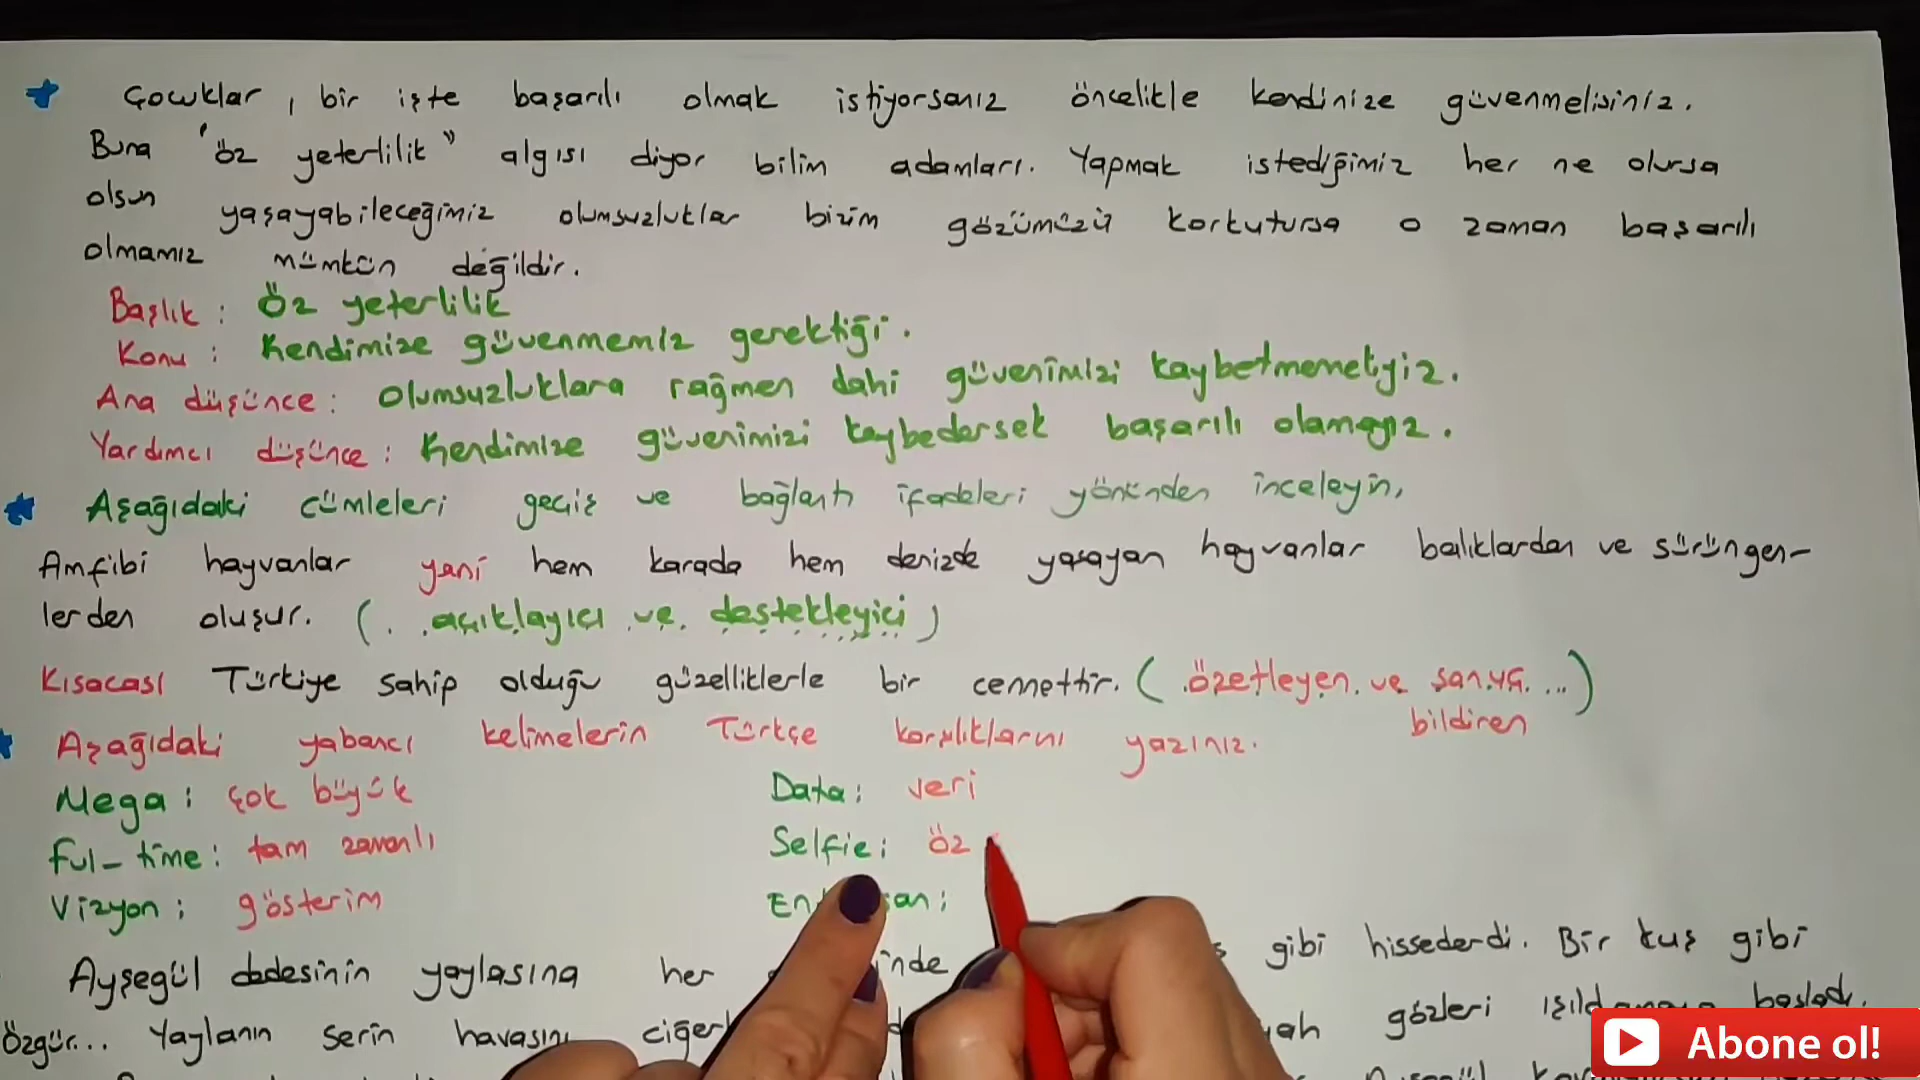 Çocuklar, bir işte başarılı olmak istiyorsanız öncelikle kendinize güvenmelisiniz.
Buna "öz yeterlilik" algısı diyor bilim adamları. Yapmak istediğimiz her ne olursa
olsun yaşayabileceğimiz olumsuzluklar bizim gözümüzü korkutursa o zaman başarılı
olmamız mümkün değildir.
Başlık : Öz yeterlilik
Konu : Kendimize güvenmemiz gerektiği.
Ana düşünce : Olumsuzluklara rağmen dahi güvenimizi kaybetmemeliyiz.
Yardımcı düşünce : Kendimize güvenimizi kaybedersek başarılı olamayız.
Aşağıdaki cümleleri geçiş ve bağlantı ifadeleri yönünden inceleyin,
Amfibi hayvanlar yani hem karada hem denizde yaşayan hayvanlar balıklardan ve sürüngen-
lerden oluşur. (. .açıklayıcı .ve. destekleyici)
Kısacası Türkiye sahip olduğu güzelliklerle bir cennettir. ( .özetleyen. ve sonuç. ... )
bildiren
Aşağıdaki yabancı kelimelerin Türkçe karşılıklarını yazınız.
Mega : çok büyük
Data : veri
Ful-time : tam zamanlı
Selfie : öz
Vizyon : gösterim
Ayşegül dedesinin yaylasına her gibi hissederdi. Bir kuş gibi
Özgür... Yaylanın serin havasını gözleri ışıldamaya başladı.
Abone ol!